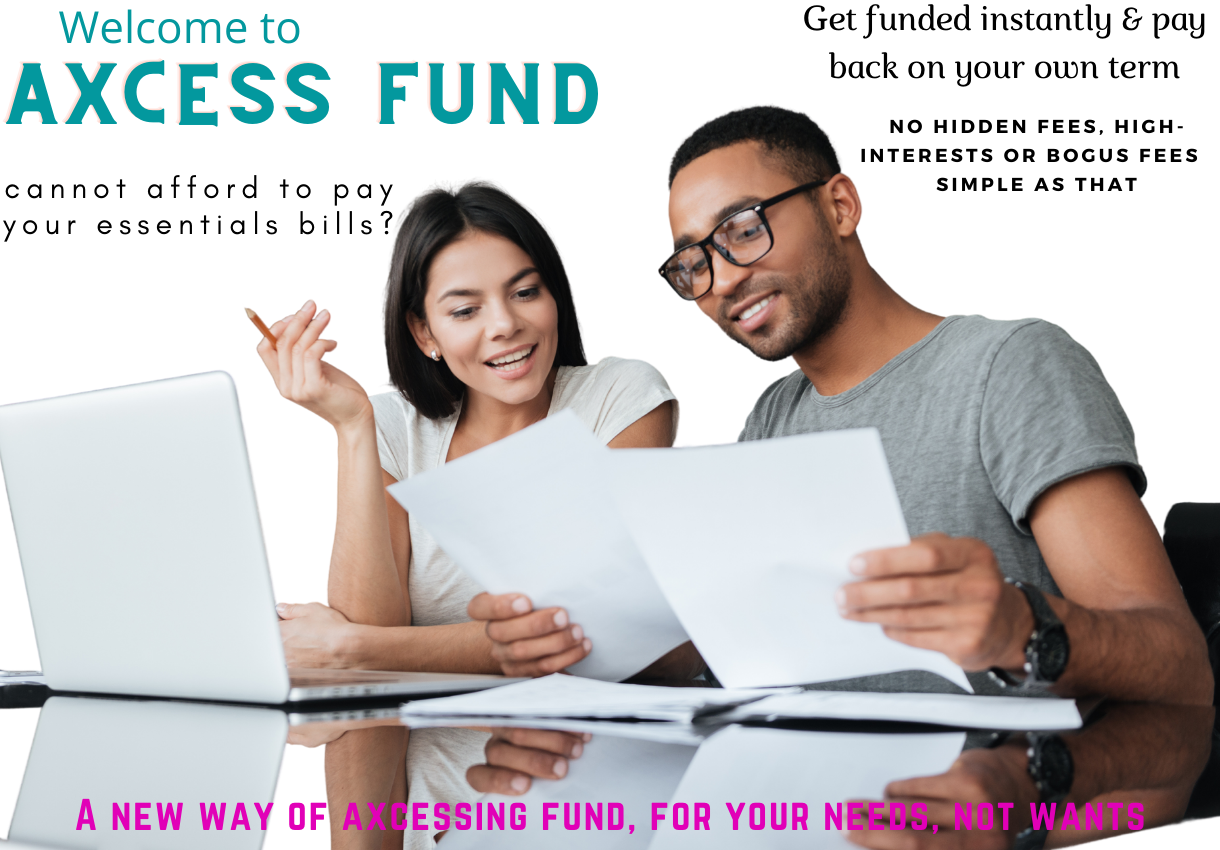 Welcome to
AXCESS FUND
cannot afford to pay
your essentials bills?
Get funded instantly & pay
back on your own term
NO HIDDEN FEES, HIGH-
INTERESTS OR BOGUS FEES
SIMPLE AS THAT
A NEW WAY OF AXCESSING FUND, FOR YOUR NEEDS, NOT WANTS